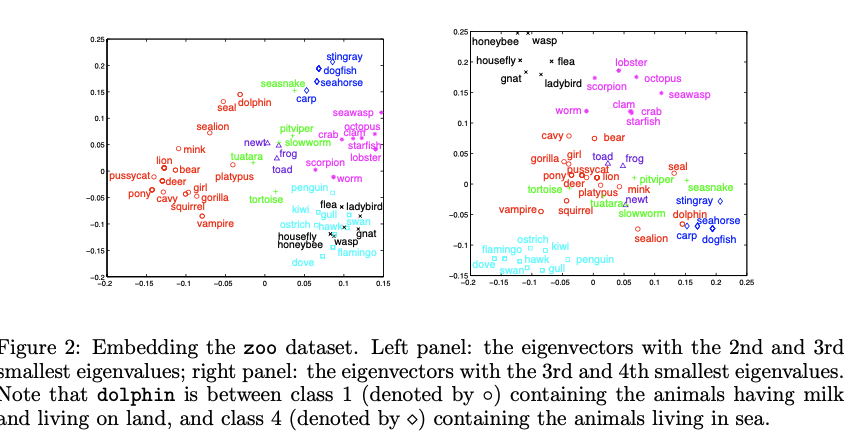 0.25
0.2
0.15
0.1
0.05
0
−0.05
−0.1
−0.15
−0.2
−0.2 −0.15 −0.1 −0.05 0 0.05 0.1 0.15
stingray
dogfish
seahorse
seasnake
carp
dolphin
seal
seawasp
sealion
pitviper
octopus
crab clam
newt
slowworm
starfish
mink
frog
tuatara
lobster
lion
toad
scorpion
bear
platypus
pussycat
worm
deer
girl
penguin
pony
cavy
gorilla
tortoise
squirrel
flea ladybird
kiwi
gull
vampire
swan
ostrich hawk
gnat
housefly
wasp
honeybee
flamingo
dove
0.25
0.2
0.15
0.1
0.05
0
−0.05
−0.1
−0.15
−0.2 −0.15 −0.1 −0.05 0 0.05 0.1 0.15 0.2 0.25
honeybee wasp
housefly flea
lobster
gnat
octopus
ladybird
scorpion
seawasp
clam
worm
crab
starfish
cavy bear
girl
toad
gorilla
frog
pussycat
seal
pony lion
pitviper
deer
mink
seasnake
tortoise
platypus
newt
stingray
tuatara
vampire squirrel
slowworm
dolphin
seahorse
sealion
carp
dogfish
ostrich
flamingo
kiwi
hawk
penguin
dove
swan gull
Figure 2: Embedding the zoo dataset. Left panel: the eigenvectors with the 2nd and 3rd
smallest eigenvalues; right panel: the eigenvectors with the 3rd and 4th smallest eigenvalues.
Note that dolphin is between class 1 (denoted by ○) containing the animals having milk
and living on land, and class 4 (denoted by ⋄) containing the animals living in sea.